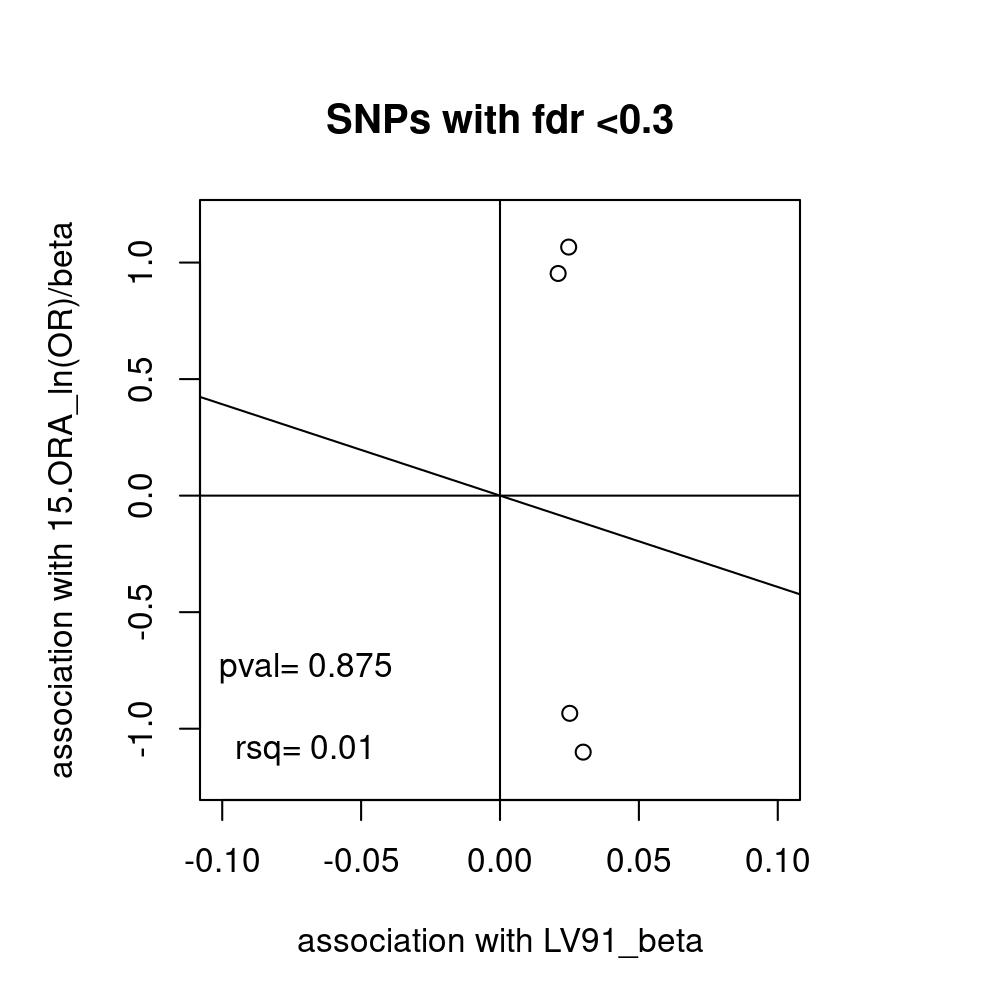 SNPs with fdr <0.3
association with 15.ORA_ln(OR)/beta
1.0
0.5
0.0
-0.5
-1.0
pval= 0.875
rsq= 0.01
-0.10 -0.05 0.00 0.05 0.10
association with LV91_beta